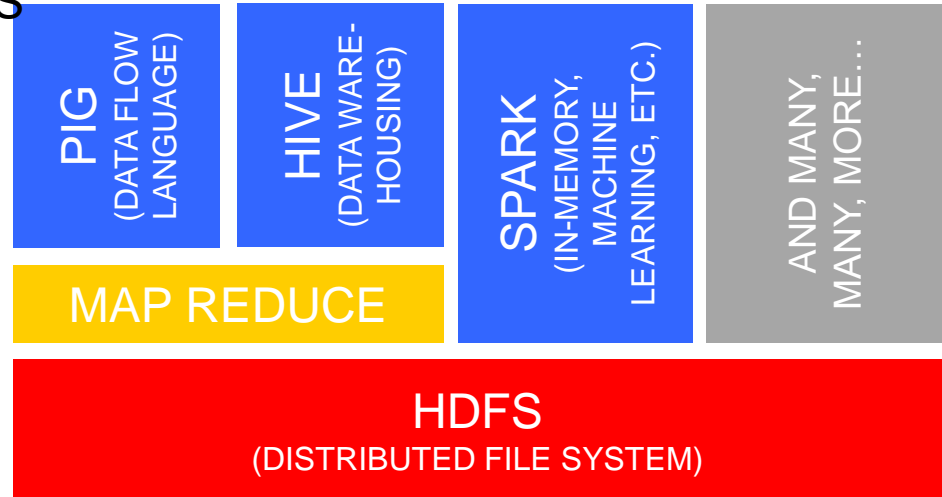 S
PIG
(DATA FLOW
LANGUAGE)
HIVE
(DATA WARE-
HOUSING)
SPARK
(IN-MEMORY,
MACHINE
LEARNING, ETC.)
AND MANY,
MANY, MORE…
MAP REDUCE
HDFS
(DISTRIBUTED FILE SYSTEM)